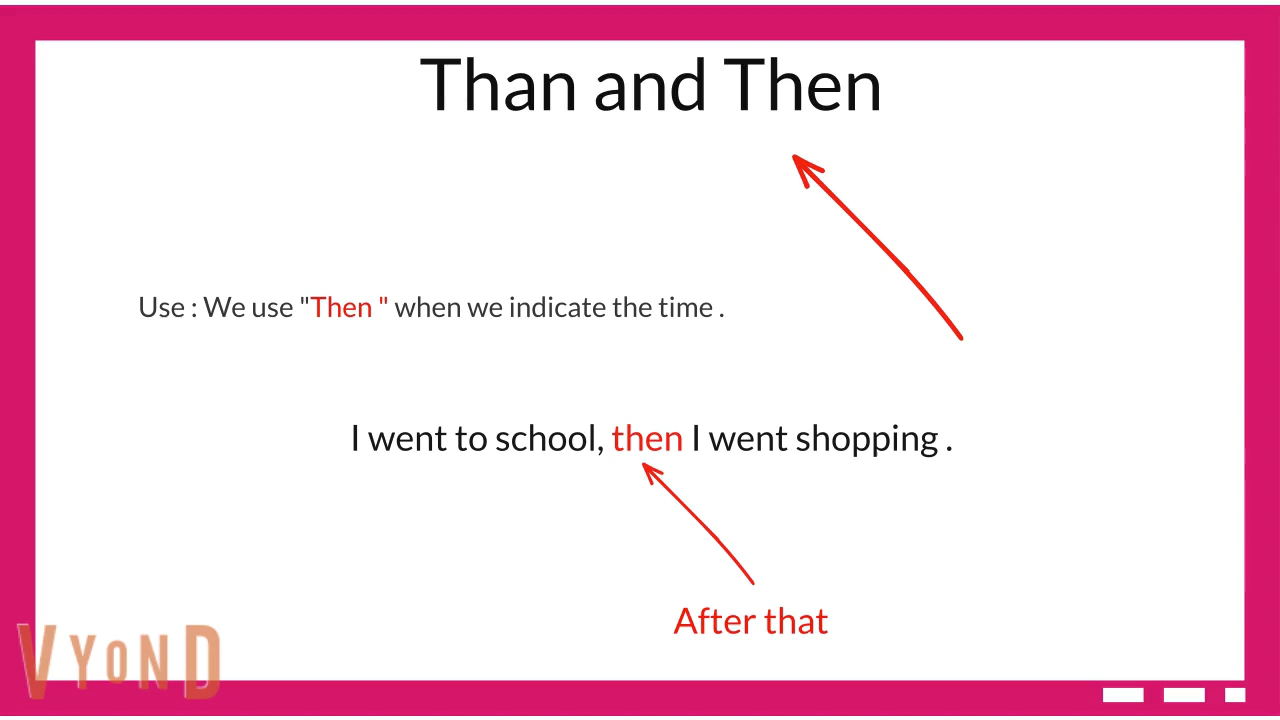 Than and Then
Use : We use "Then " when we indicate the time .
I went to school, then I went shopping .
After that
VYOND